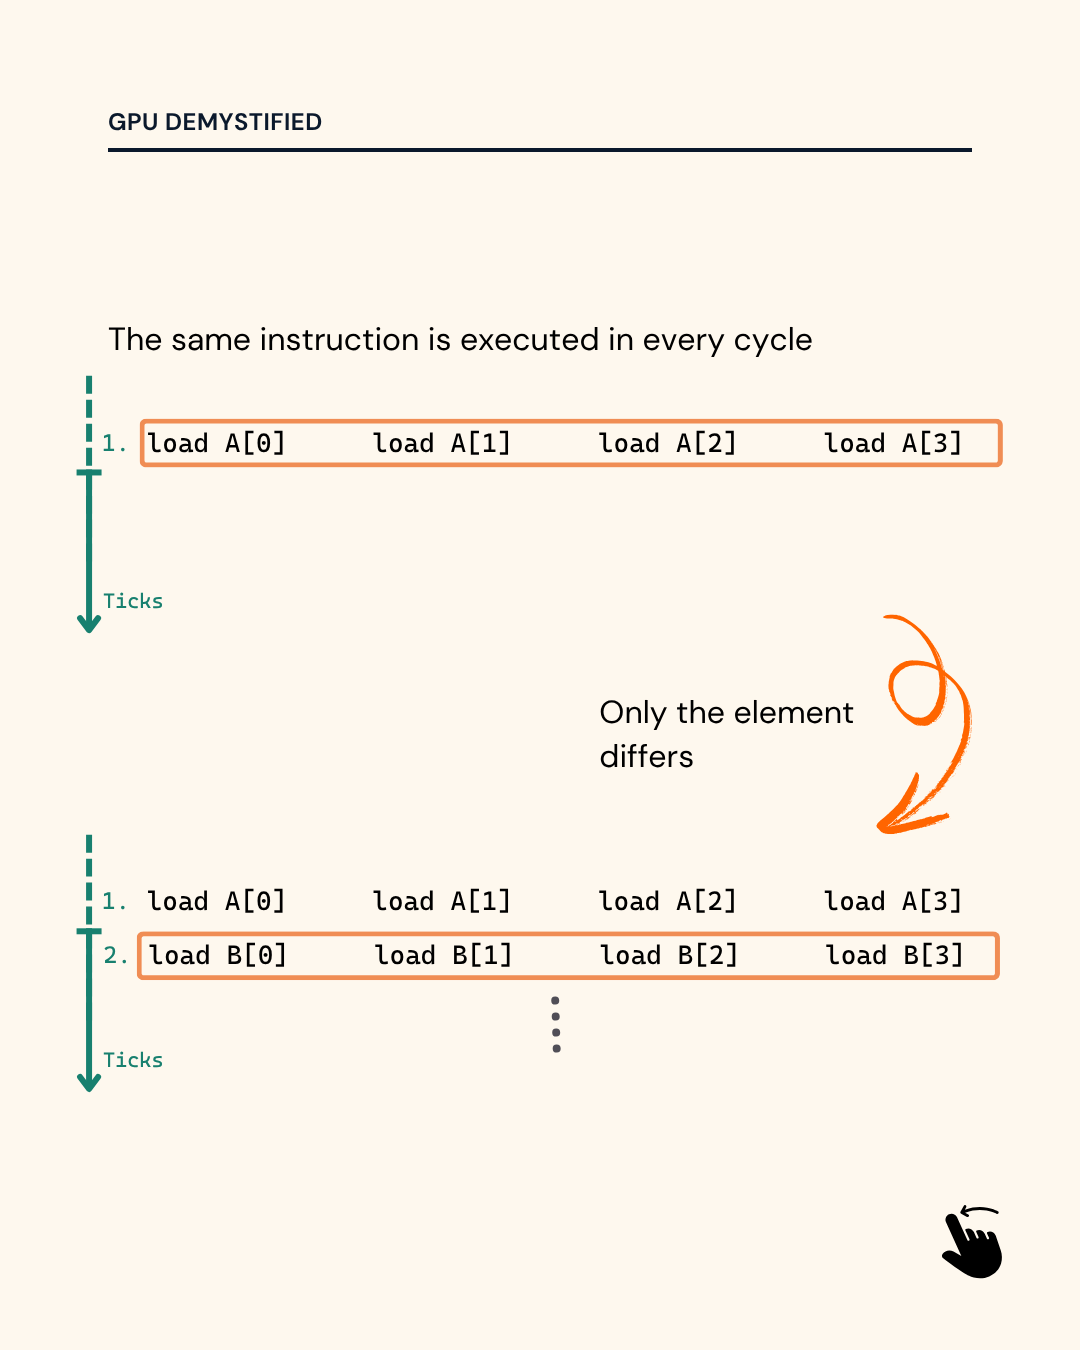 GPU DEMYSTIFIED
The same instruction is executed in every cycle
1. load A[0] load A[1] load A[2] load A[3]
Ticks
Only the element
differs
1. load A[0] load A[1] load A[2] load A[3]
2. load B[0] load B[1] load B[2] load B[3]
Ticks